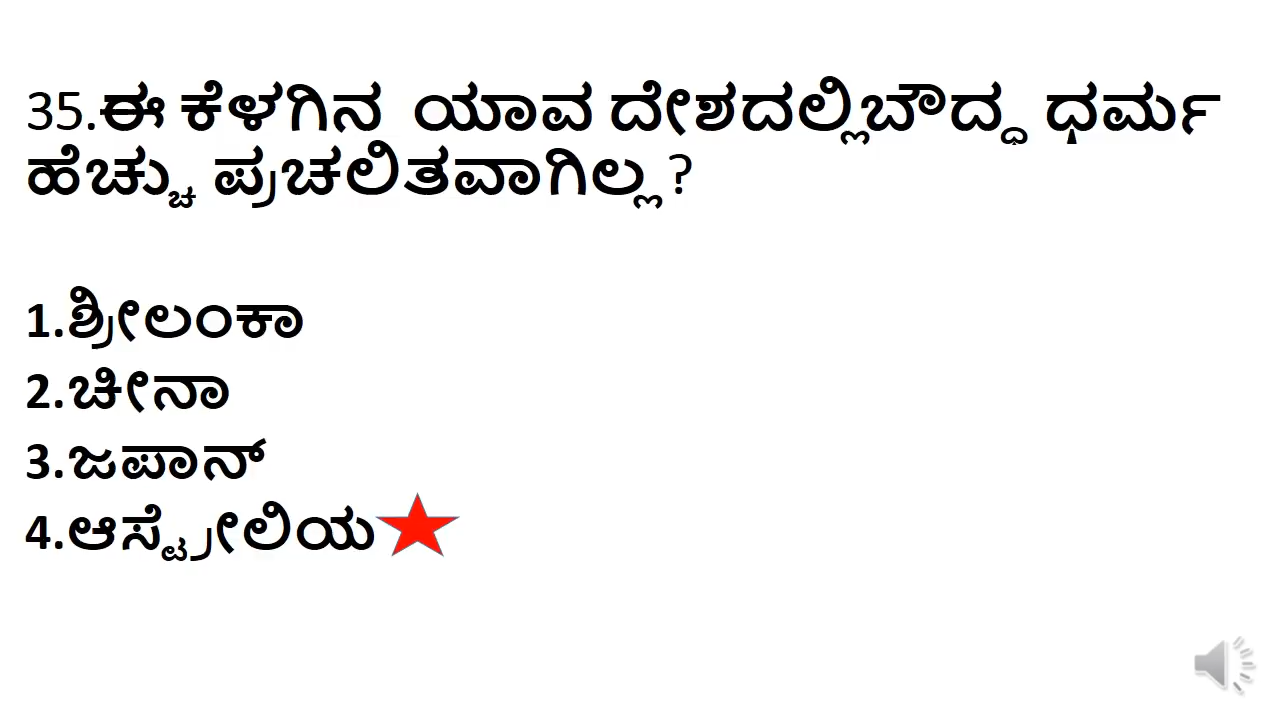 35.ಈ ಕೆಳಗಿನ ಯಾವ ದೇಶದಲ್ಲಿಬೌದ್ಧ ಧರ್ಮ
ಹೆಚ್ಚು ಪ್ರಚಲಿತವಾಗಿಲ್ಲ?
1.ಶ್ರೀಲಂಕಾ
2.ಚೀನಾ
3.ಜಪಾನ್
4.ಆಸ್ಟ್ರೇಲಿಯ